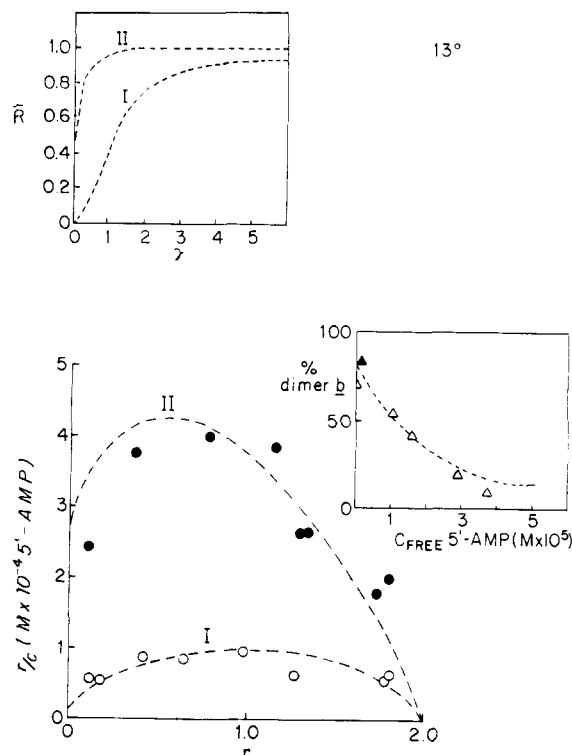 II
13°
1.0
R̄
0.8
I
0.6
0.4
0.2
0
0 1 2 3 4 5
γ
100
%
dimer b
50
0
1 3 5
C FREE 5'-AMP (M×10⁵)
5
II
4
3
2
r/c (M×10⁻⁴ 5'-AMP)
1
I
0
0 1.0 2.0
r